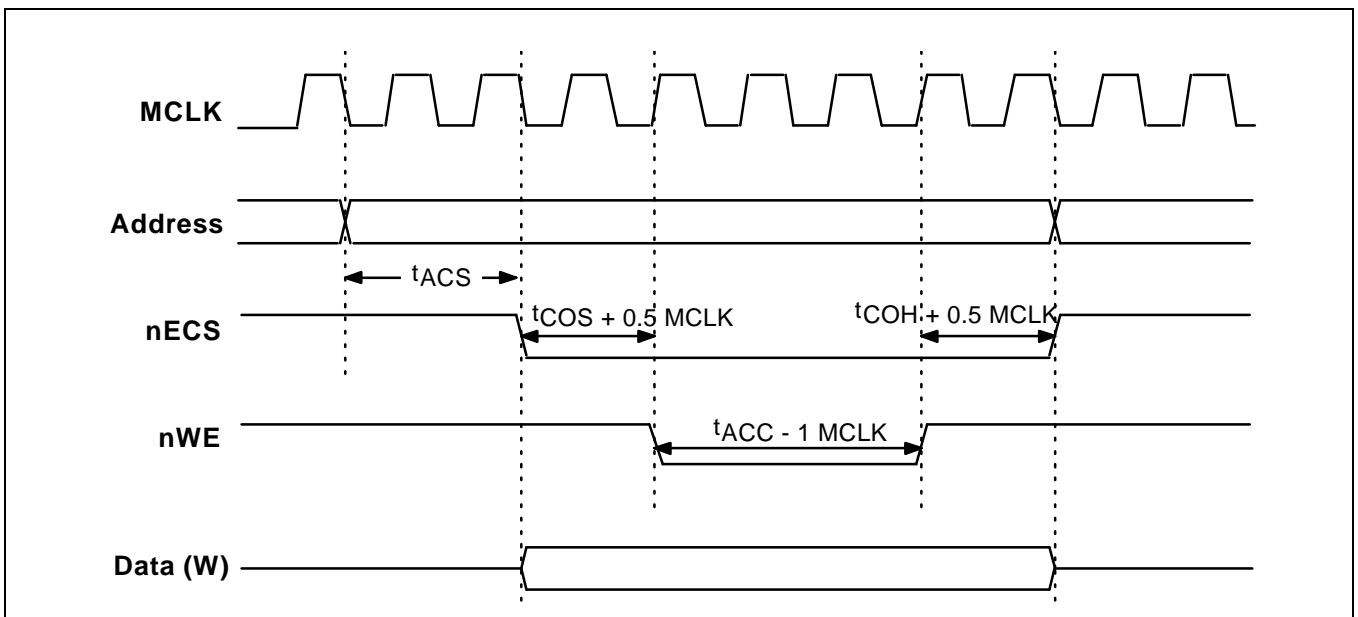 MCLK
Address
tACS
nECS
tCOS + 0.5 MCLK
tCOH + 0.5 MCLK
nWE
tACC - 1 MCLK
Data (W)